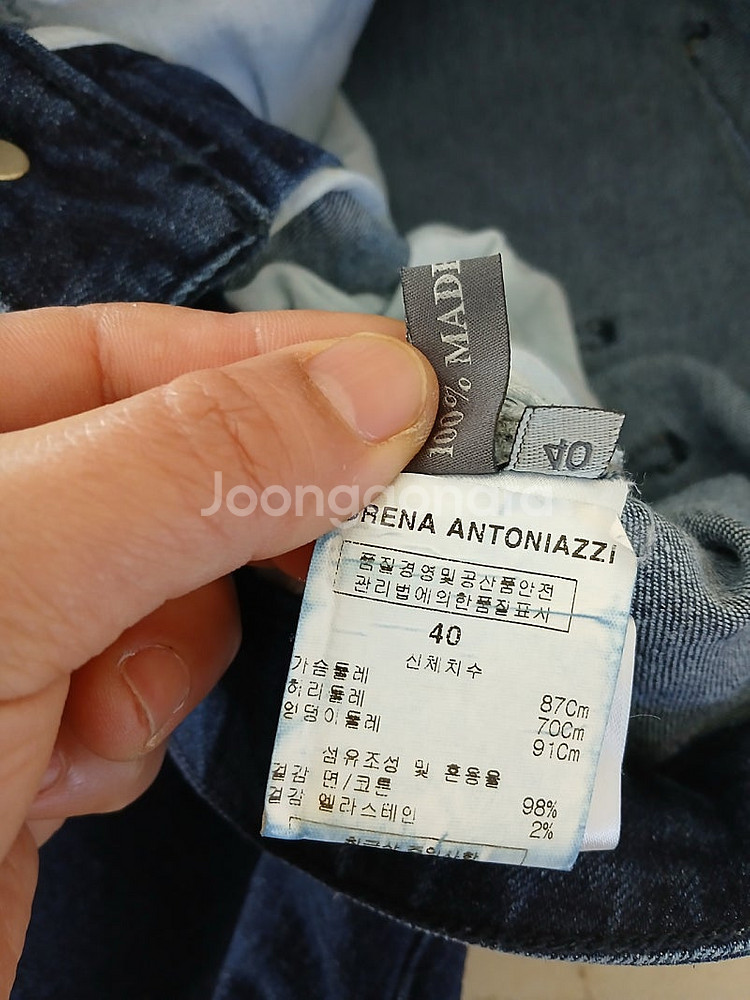 100% MADE
40
Joonggonara
RENA ANTONIAZZI
품질경영및공산품안전
관리법에의한품질표시
40
신체치수
가슴둘레 87Cm
허리둘레 70Cm
엉덩이둘레 91Cm
섬유조성 및 혼용율
겉감 면/코튼 98%
겉감 엘라스테인 2%